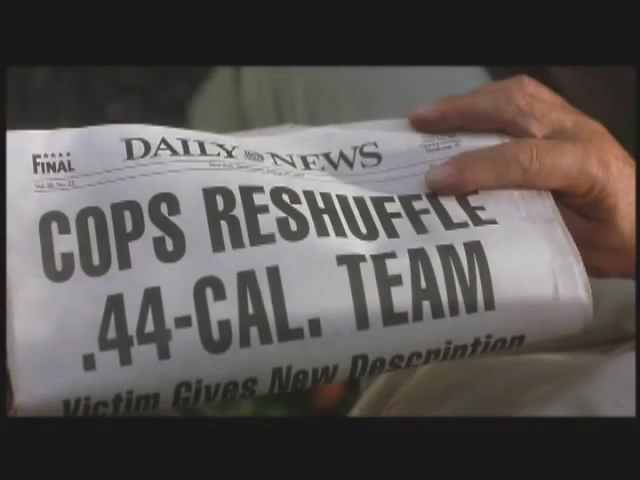 ★★★★★
FINAL
DAILY NEWS
COPS RESHUFFLE
.44-CAL. TEAM
Victim Gives New Description